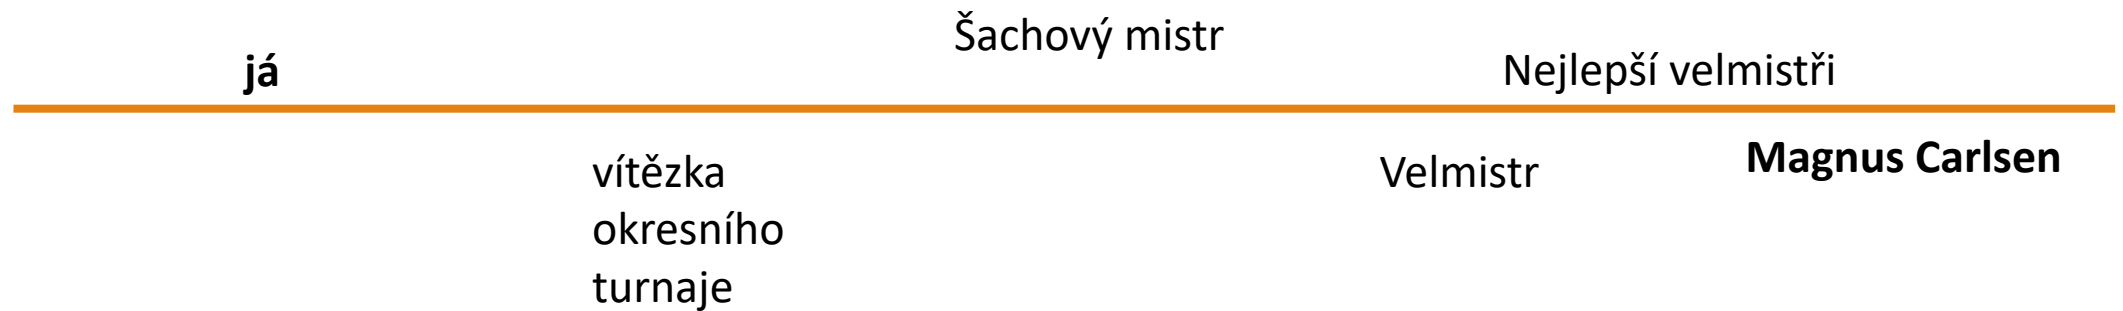 Šachový mistr
já
Nejlepší velmistři
vítězka
okresního
turnaje
Velmistr
Magnus Carlsen